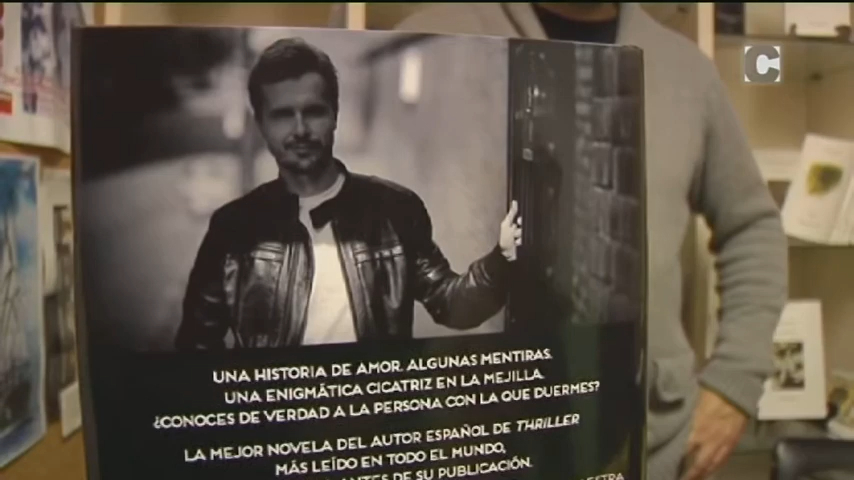 C
UNA HISTORIA DE AMOR. ALGUNAS MENTIRAS.
UNA ENIGMÁTICA CICATRIZ EN LA MEJILLA.
¿CONOCES DE VERDAD A LA PERSONA CON LA QUE DUERMES?
LA MEJOR NOVELA DEL AUTOR ESPAÑOL DE THRILLER
MÁS LEÍDO EN TODO EL MUNDO,
ANTES DE SU PUBLICACIÓN.